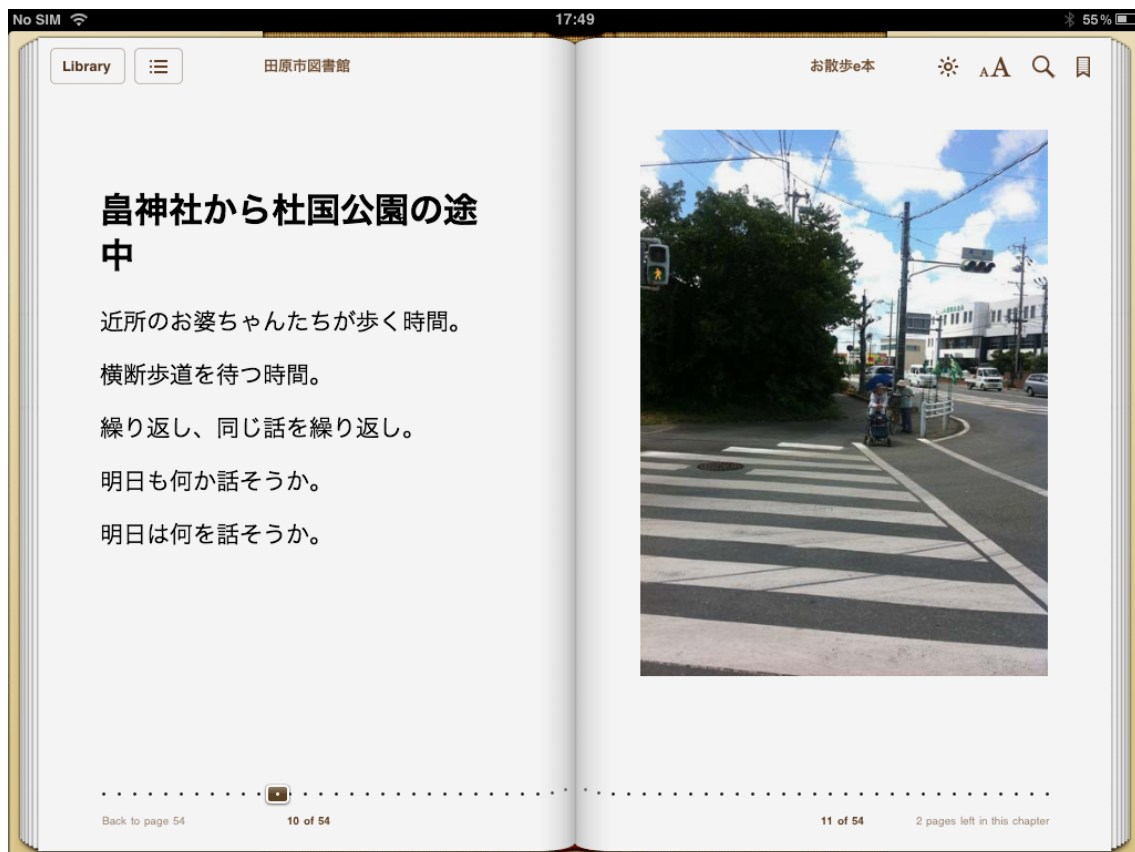 No SIM 17:49 55%
Library 田原市図書館 お散歩e本 AA
畠神社から杜国公園の途
中
近所のお婆ちゃんたちが歩く時間。
横断歩道を待つ時間。
繰り返し、同じ話を繰り返し。
明日も何か話そうか。
明日は何を話そうか。
Back to page 54 10 of 54 11 of 54 2 pages left in this chapter